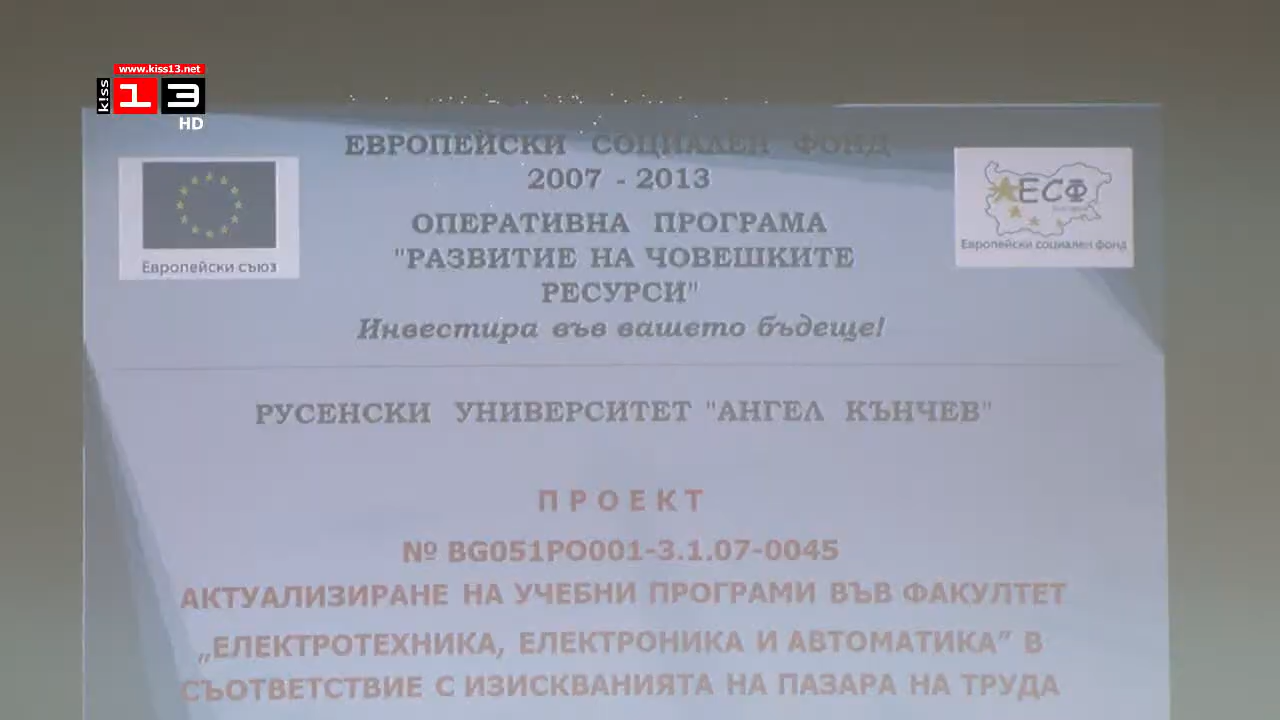 www.kiss13.net
kiss 13
HD
ЕВРОПЕЙСКИ СОЦИАЛЕН ФОНД
2007 - 2013
ОПЕРАТИВНА ПРОГРАМА
"РАЗВИТИЕ НА ЧОВЕШКИТЕ
РЕСУРСИ"
Инвестира във вашето бъдеще!
Европейски съюз
ЕСФ
Европейски социален фонд
РУСЕНСКИ УНИВЕРСИТЕТ "АНГЕЛ КЪНЧЕВ"
П Р О Е К Т
№ BG051PO001-3.1.07-0045
АКТУАЛИЗИРАНЕ НА УЧЕБНИ ПРОГРАМИ ВЪВ ФАКУЛТЕТ
„ЕЛЕКТРОТЕХНИКА, ЕЛЕКТРОНИКА И АВТОМАТИКА” В
СЪОТВЕТСТВИЕ С ИЗИСКВАНИЯТА НА ПАЗАРА НА ТРУДА